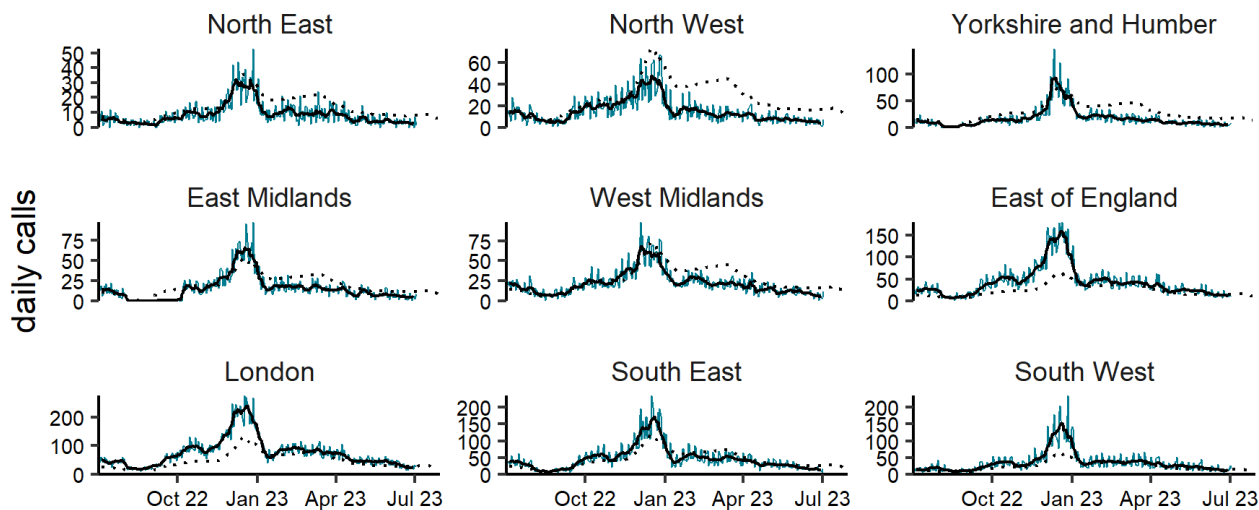 North East
North West
Yorkshire and Humber
50
40
30
20
10
0
60
40
20
0
100
50
0
daily calls
East Midlands
West Midlands
East of England
75
50
25
0
75
50
25
0
150
100
50
0
London
South East
South West
200
100
0
200
150
100
50
0
200
150
100
50
0
Oct 22 Jan 23 Apr 23 Jul 23
Oct 22 Jan 23 Apr 23 Jul 23
Oct 22 Jan 23 Apr 23 Jul 23